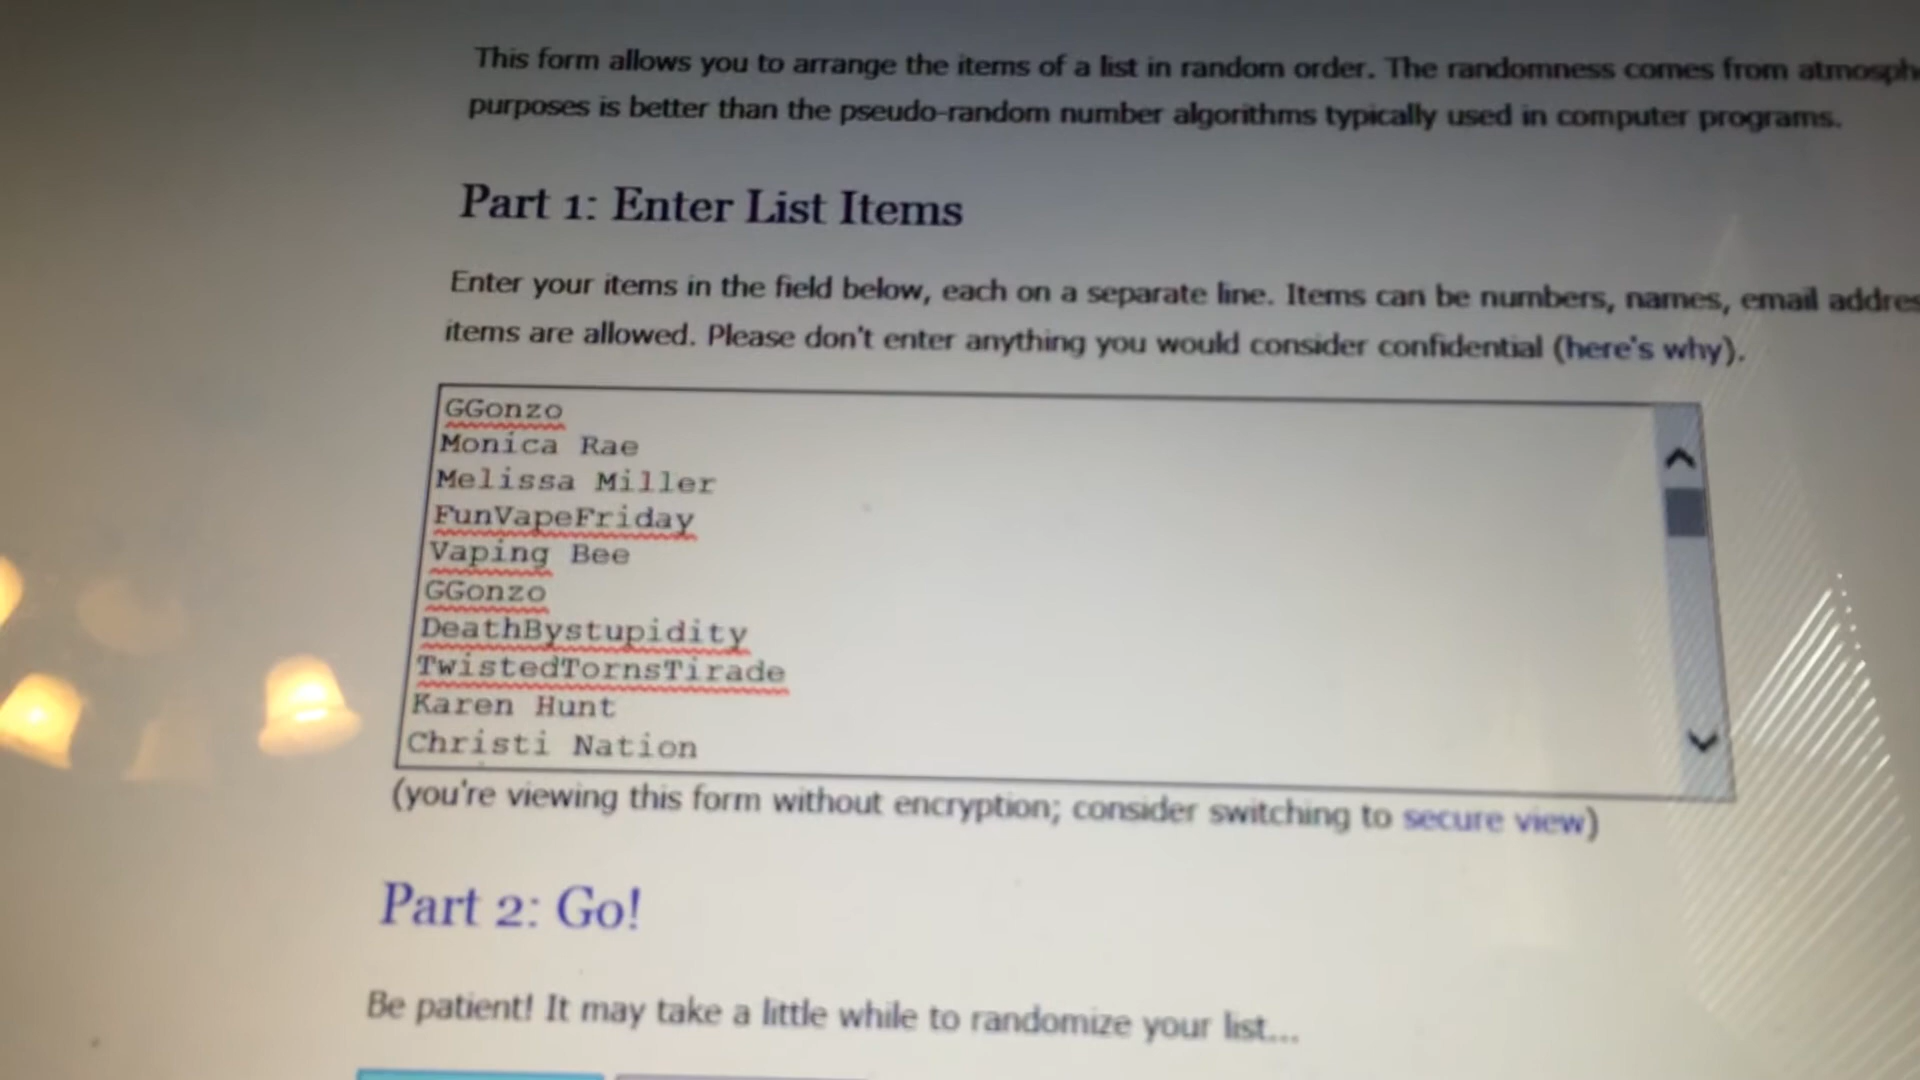 This form allows you to arrange the items of a list in random order. The randomness comes from
purposes is better than the pseudo-random number algorithms typically used in computer programs.
Part 1: Enter List Items
Enter your items in the field below, each on a separate line. Items can be numbers, names, email
items are allowed. Please don't enter anything you would consider confidential (here's why).
GGonzo
Monica Rae
Melissa Miller
FunVapeFriday
Vaping Bee
GGonzo
DeathBystupidity
TwistedTornsTirade
Karen Hunt
Christi Nation
(you're viewing this form without encryption; consider switching to secure view)
Part 2: Go!
Be patient! It may take a little while to randomize your list...